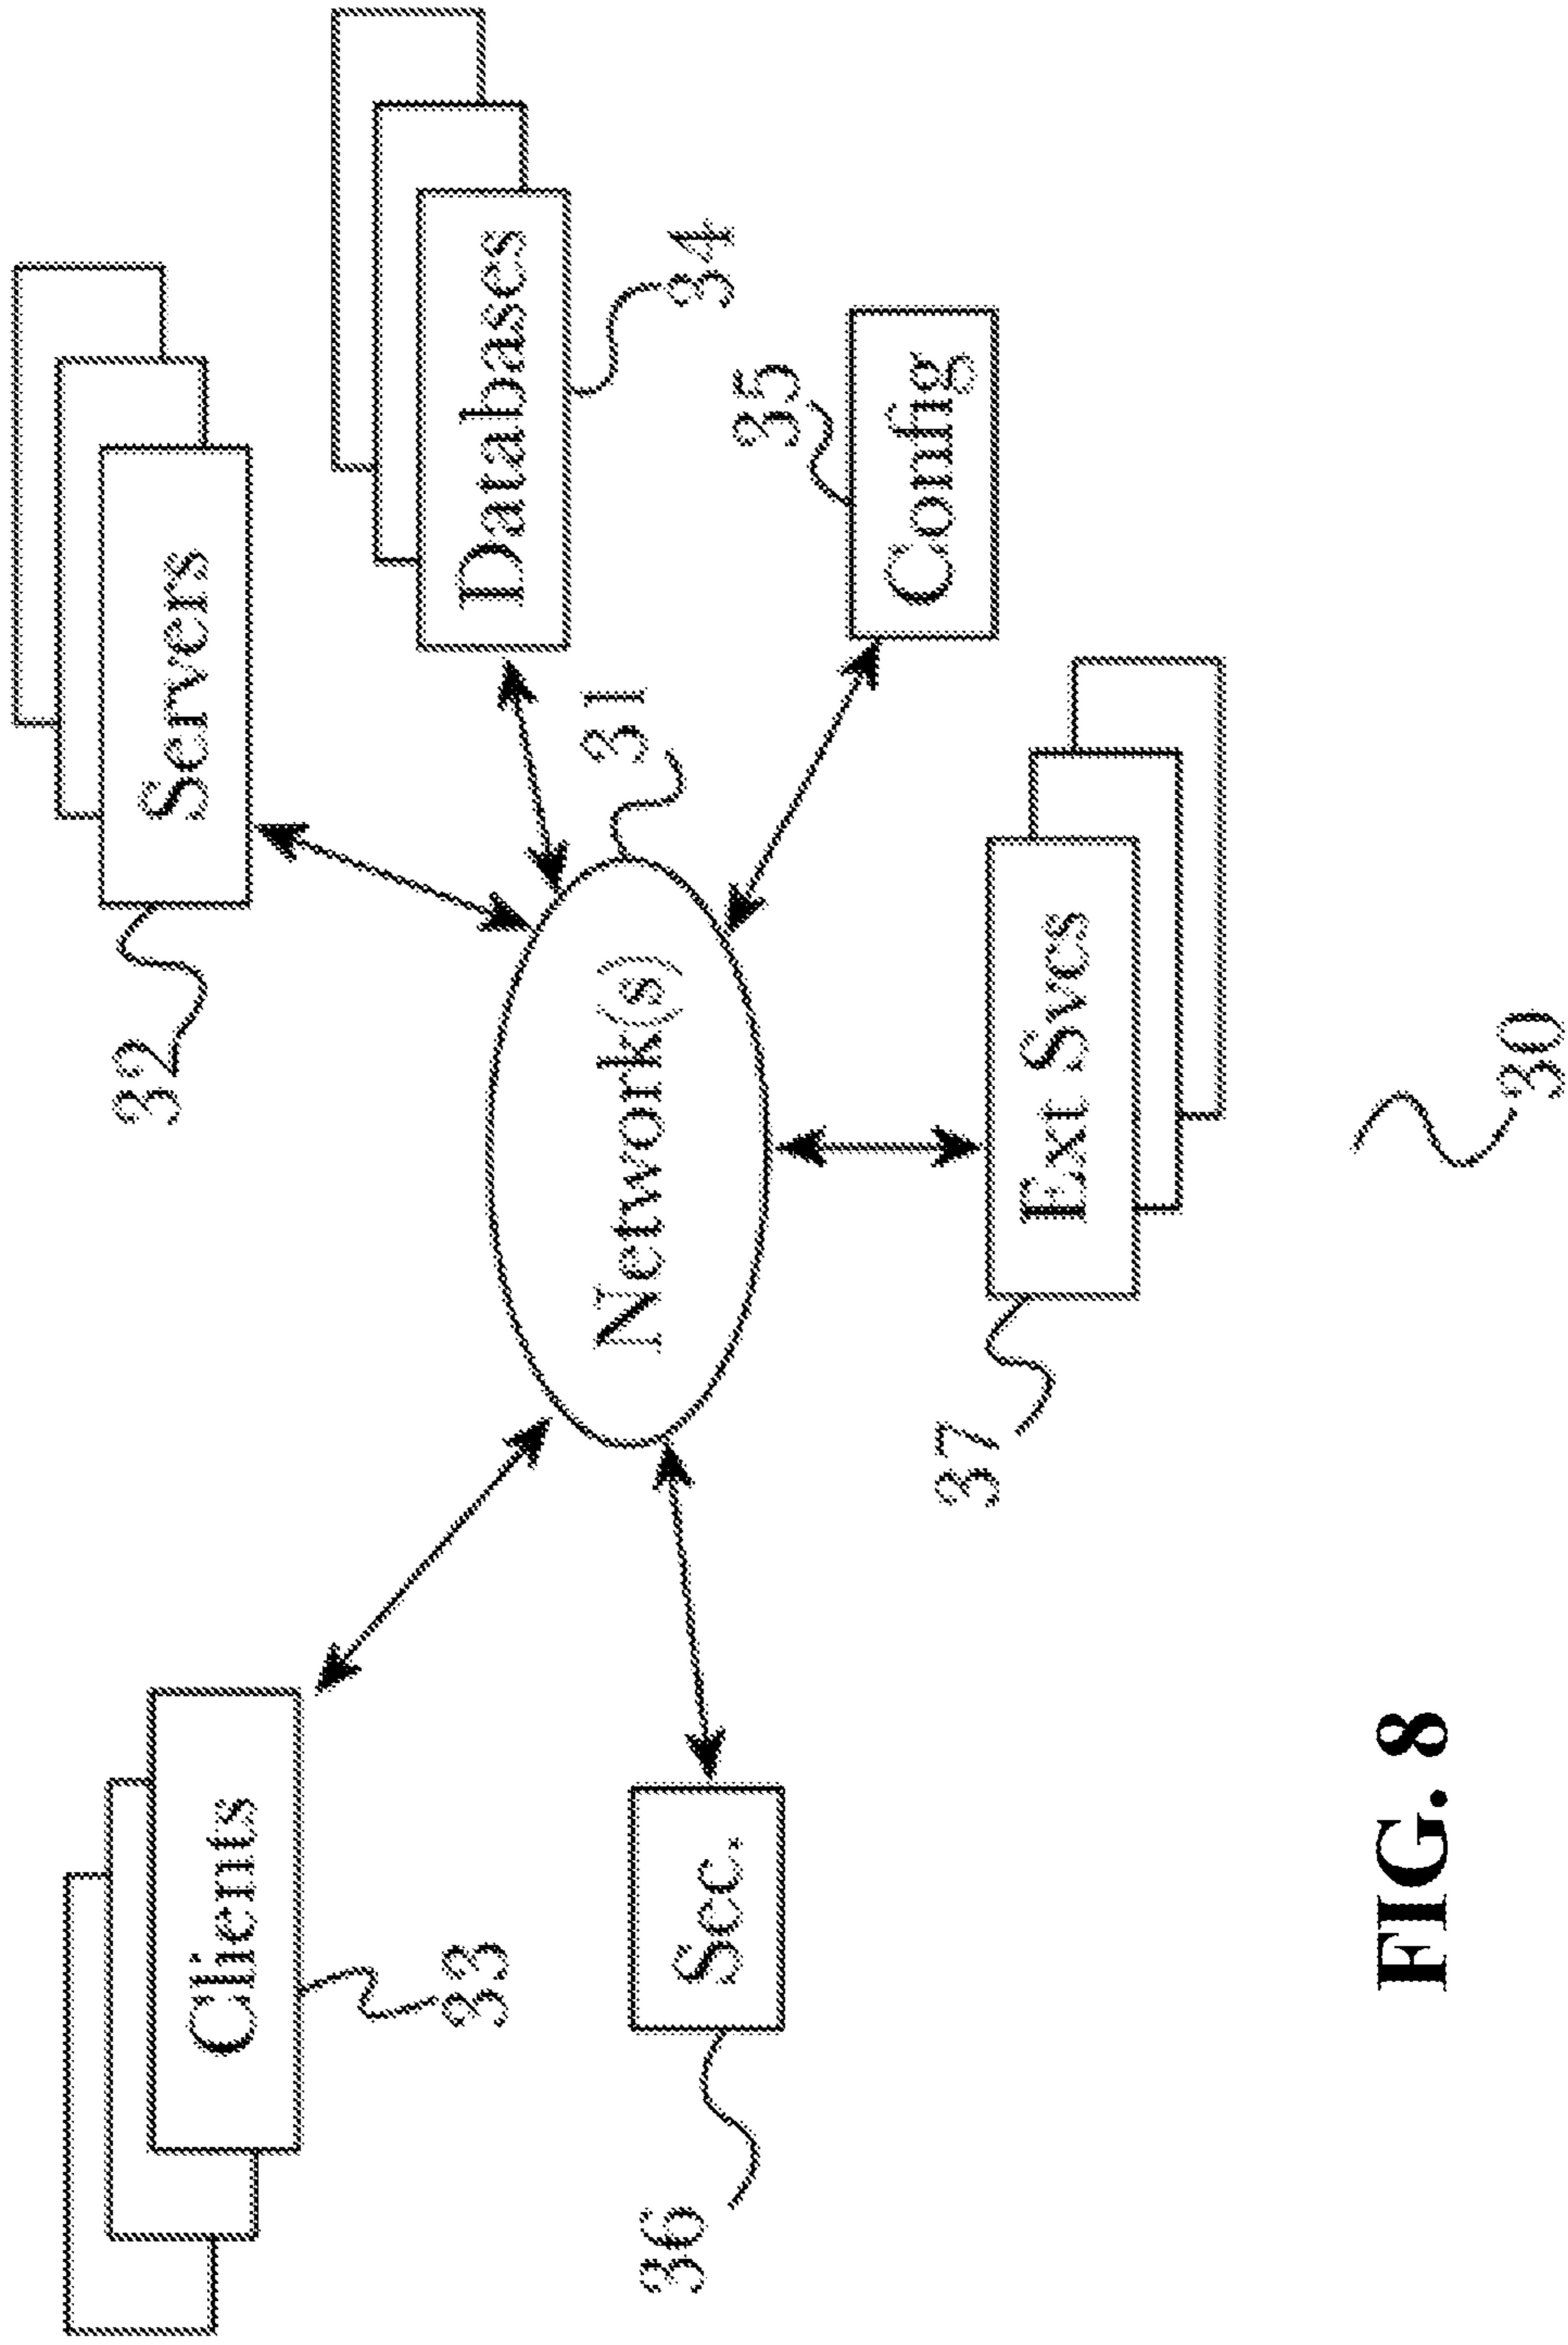 Servers
32
Clients
33
Databases
34
31
Network(s)
35
Config
Sec.
36
Ext Svcs
37
30
FIG. 8